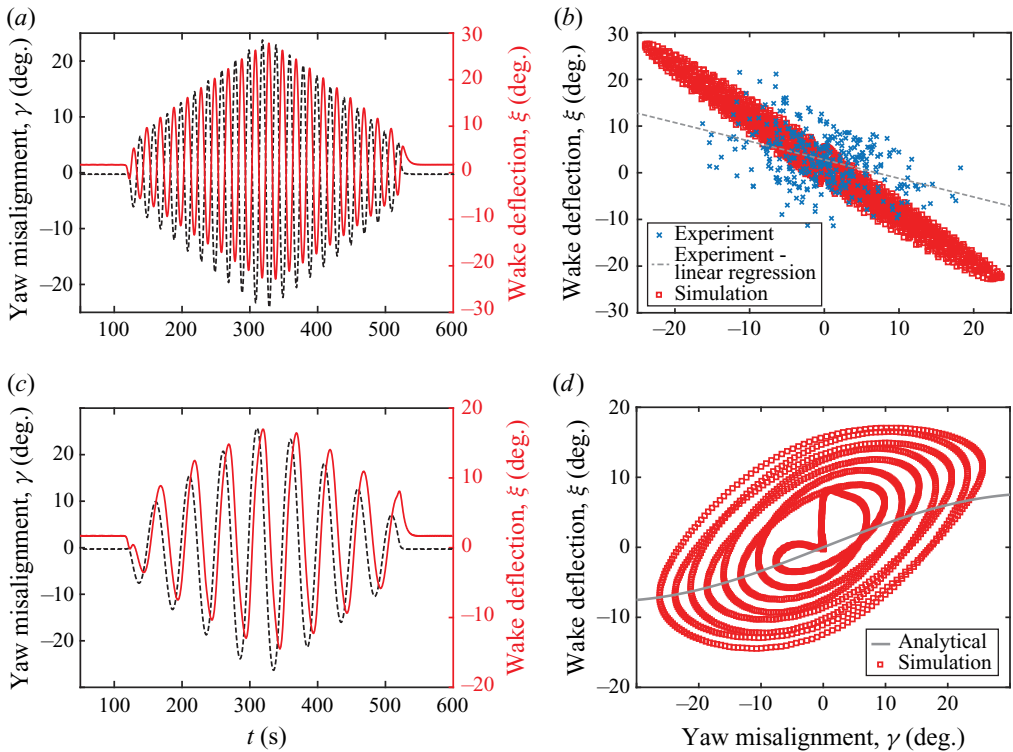 (a)
Yaw misalignment, γ (deg.)
20
10
0
−10
−20
100 200 300 400 500 600
30
20
10
0
−10
−20
−30
Wake deflection, ξ (deg.)
(b)
Wake deflection, ξ (deg.)
30
20
10
0
−10
−20
30
−20 −10 0 10 20
Experiment
Experiment -
linear regression
Simulation
(c)
Yaw misalignment, γ (deg.)
30
20
10
0
−10
−20
100 200 300 400 500 600
t (s)
20
10
0
−10
−20
Wake deflection, ξ (deg.)
(d)
Wake deflection, ξ (deg.)
20
10
0
−10
−20
−20 −10 0 10 20
Yaw misalignment, γ (deg.)
Analytical
Simulation